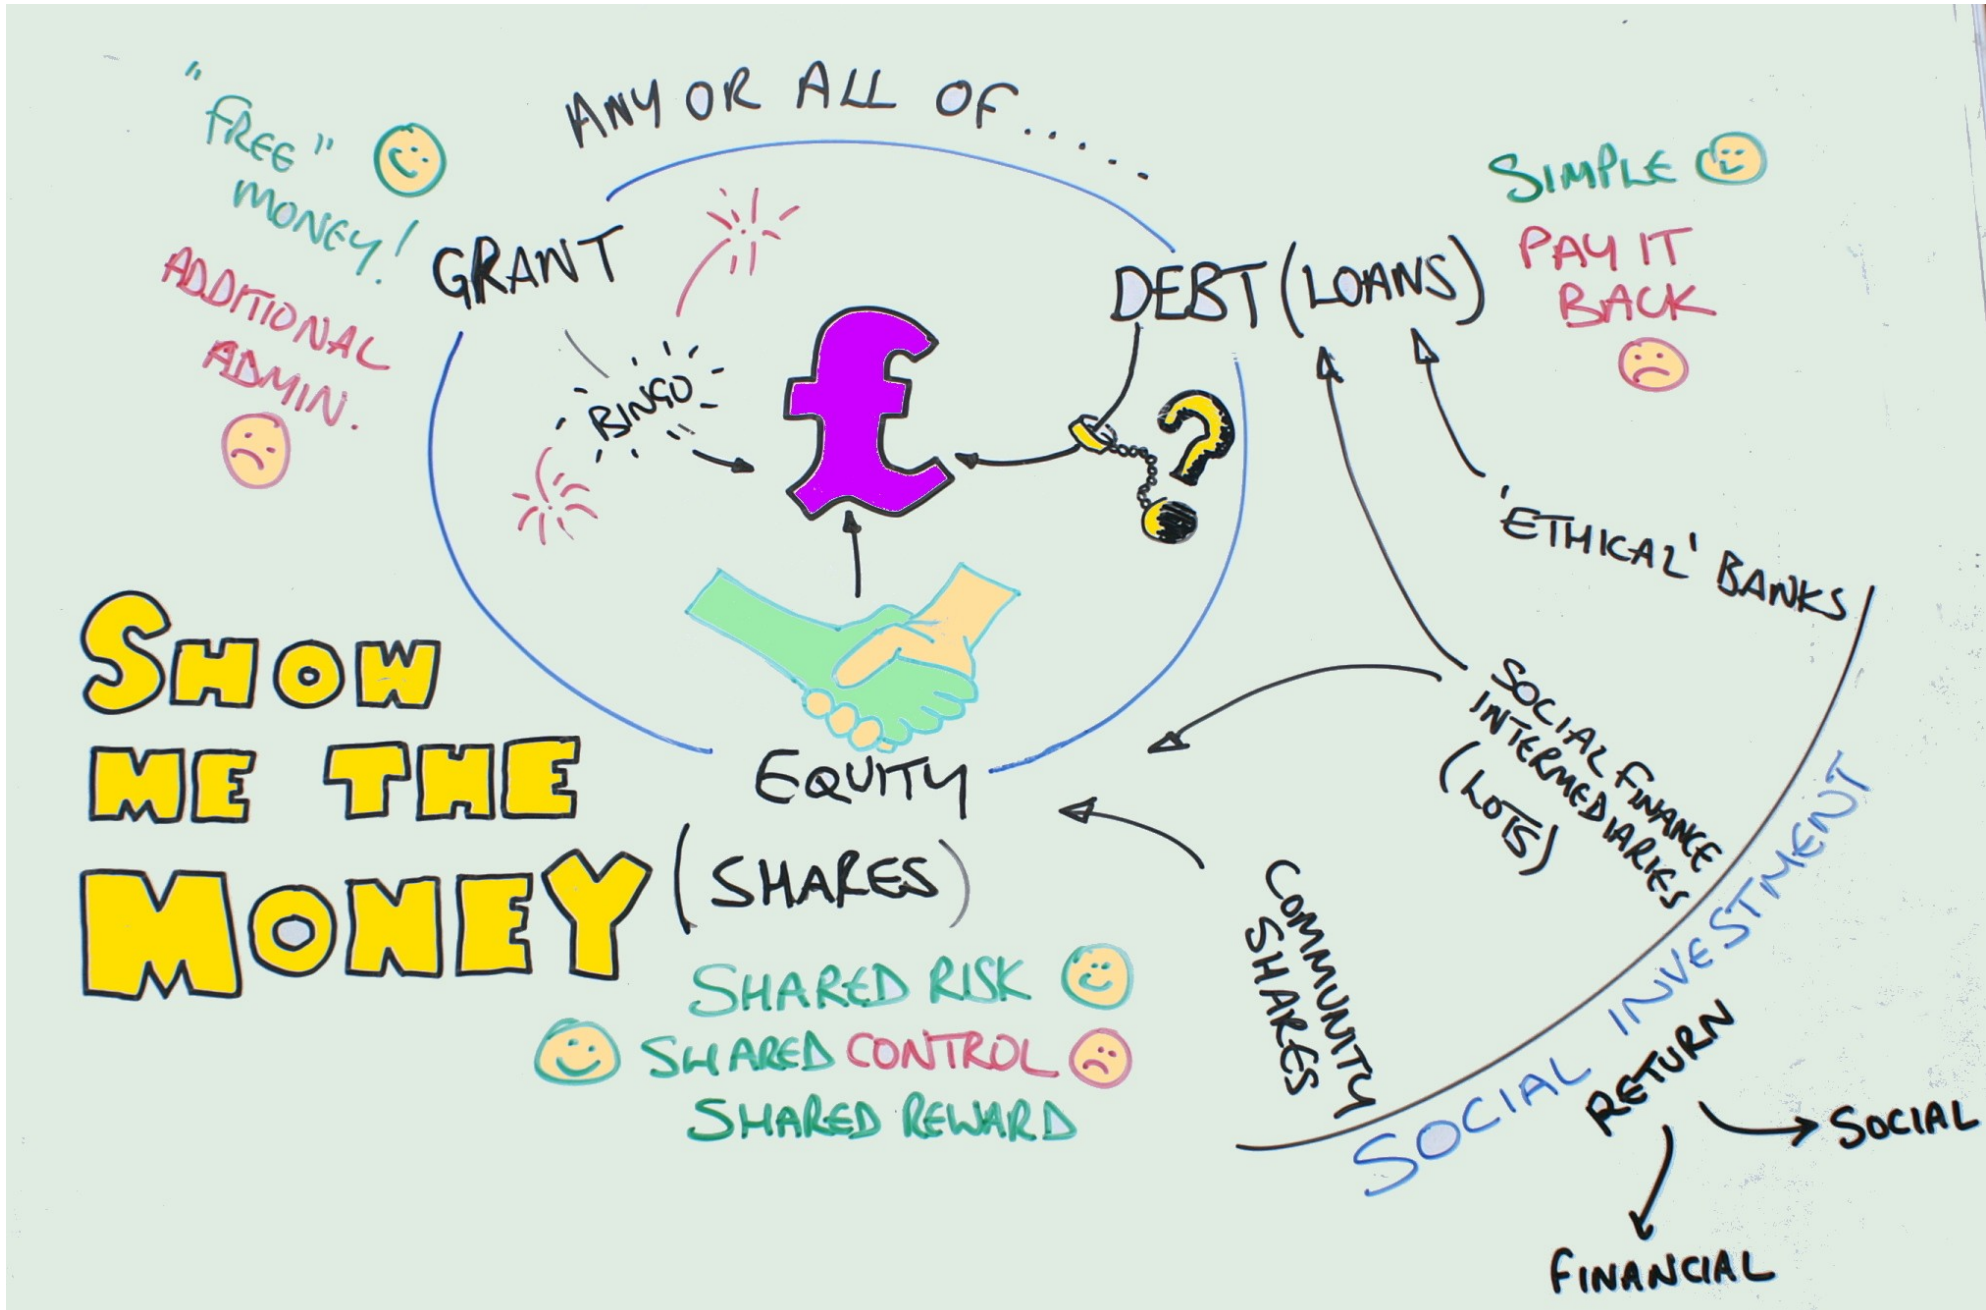 ANY OR ALL OF......
"FREE"
MONEY!
ADDITIONAL
ADMIN.
GRANT
BINGO
£
DEBT (LOANS)
?
SIMPLE
PAY IT
BACK
'ETHICAL' BANKS
SOCIAL FINANCE
INTERMEDIARIES
(LOTS)
COMMUNITY
SHARES
SOCIAL INVESTMENT
RETURN
SOCIAL
FINANCIAL
SHOW
ME THE
MONEY
EQUITY
(SHARES)
SHARED RISK
SHARED CONTROL
SHARED REWARD